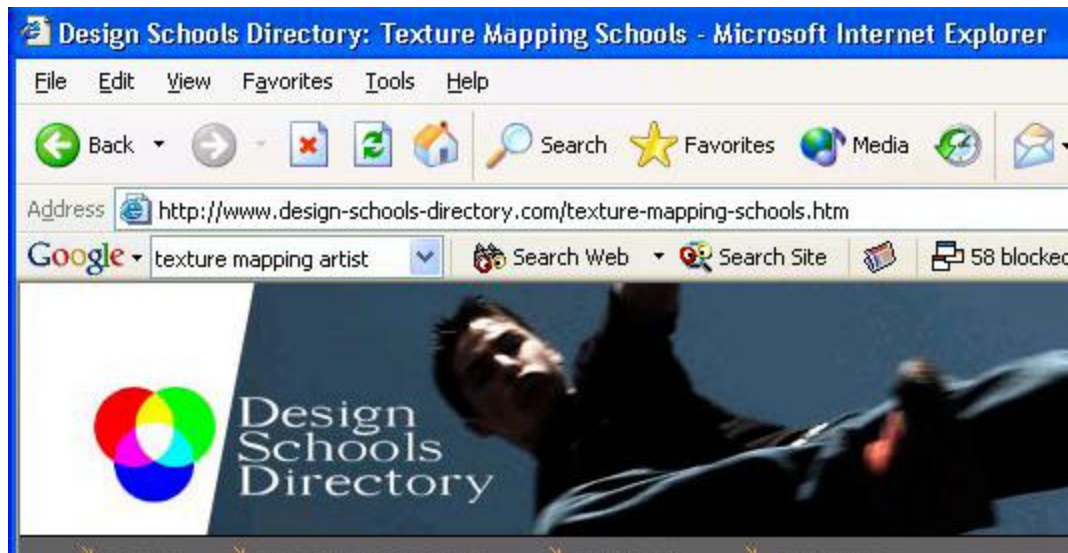 Design Schools Directory: Texture Mapping Schools - Microsoft Internet Explorer
File Edit View Favorites Tools Help
Back Search Favorites Media
Address http://www.design-schools-directory.com/texture-mapping-schools.htm
Google texture mapping artist Search Web Search Site 58 blocked
Design
Schools
Directory